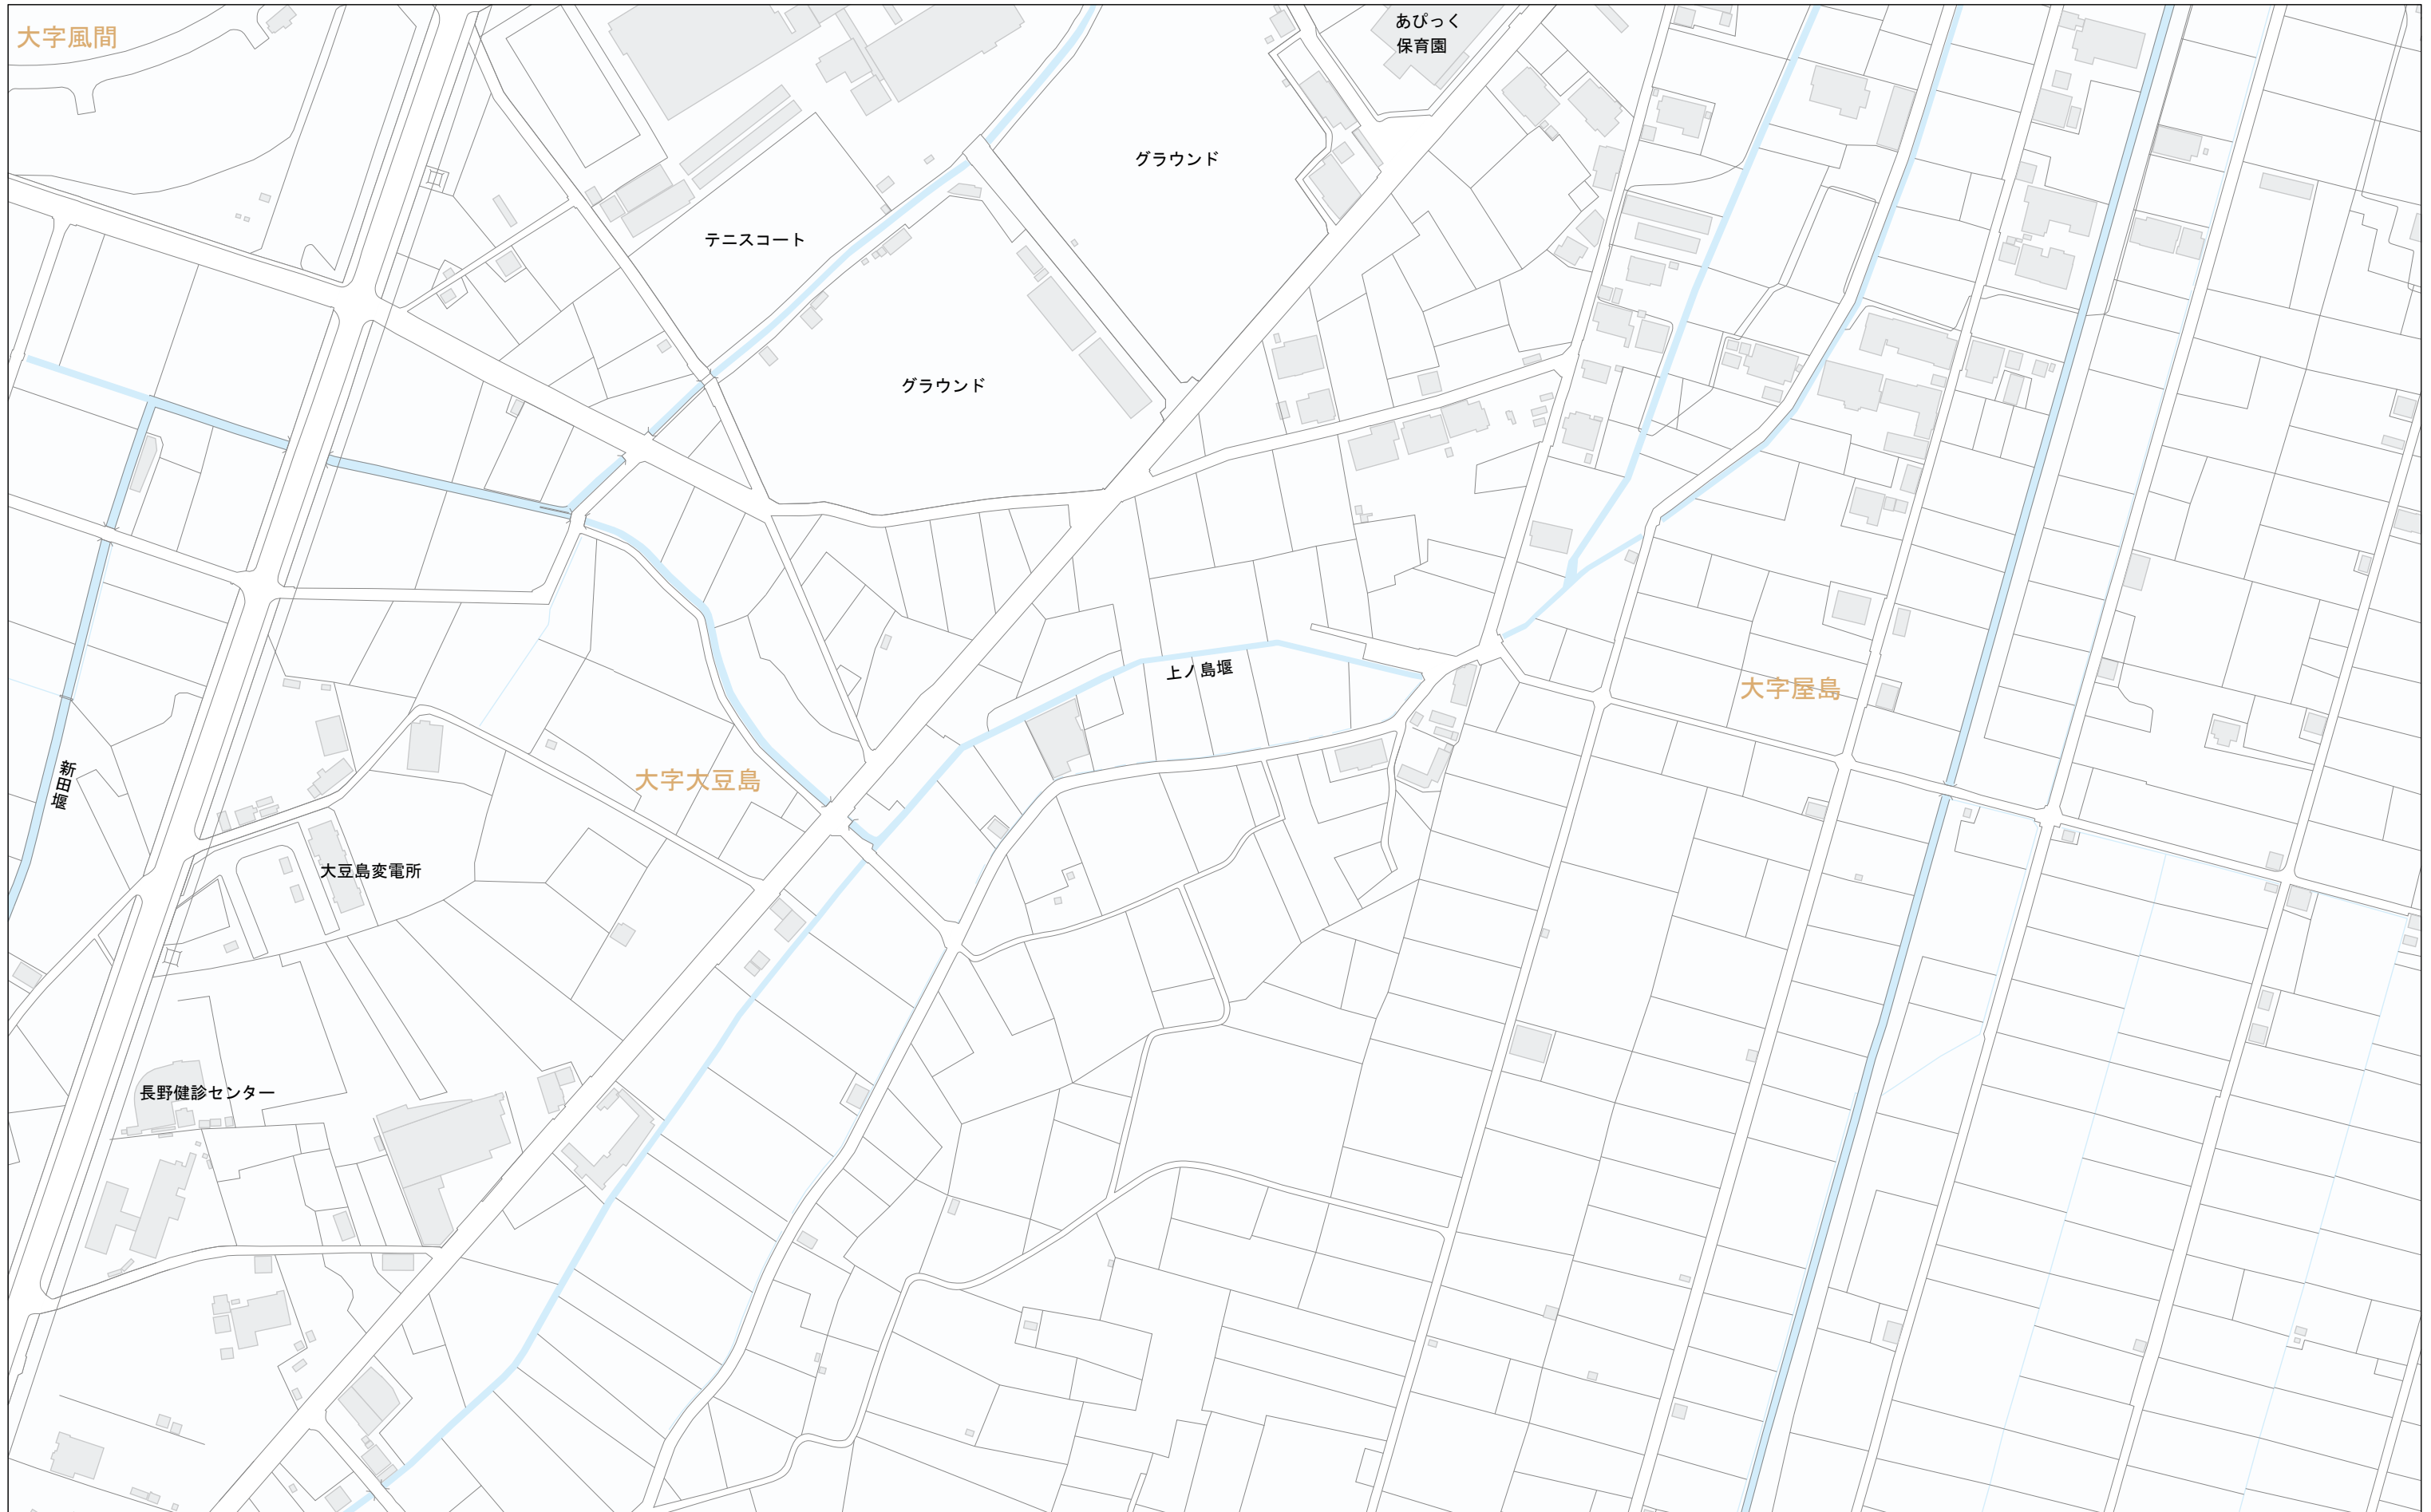 大字風間
あぴっく
保育園
グラウンド
テニスコート
グラウンド
上ノ島堰
大字屋島
新田堰
大字大豆島
大豆島変電所
長野健診センター